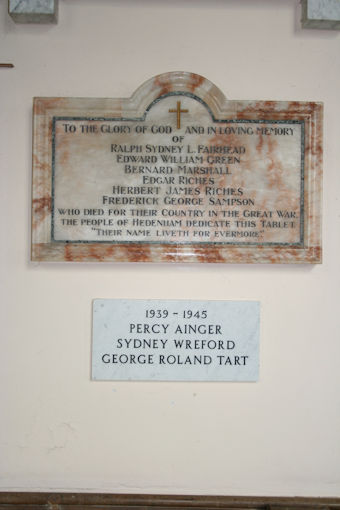 TO THE GLORY OF GOD AND IN LOVING MEMORY
OF
RALPH SYDNEY L. FAIRHEAD
EDWARD WILLIAM GREEN
BERNARD MARSHALL
EDGAR RICHES
HERBERT JAMES RICHES
FREDERICK GEORGE SAMPSON
WHO DIED FOR THEIR COUNTRY IN THE GREAT WAR.
THE PEOPLE OF HEDENHAM DEDICATE THIS TABLET
"THEIR NAME LIVETH FOR EVERMORE."
1939 - 1945
PERCY AINGER
SYDNEY WREFORD
GEORGE ROLAND TART